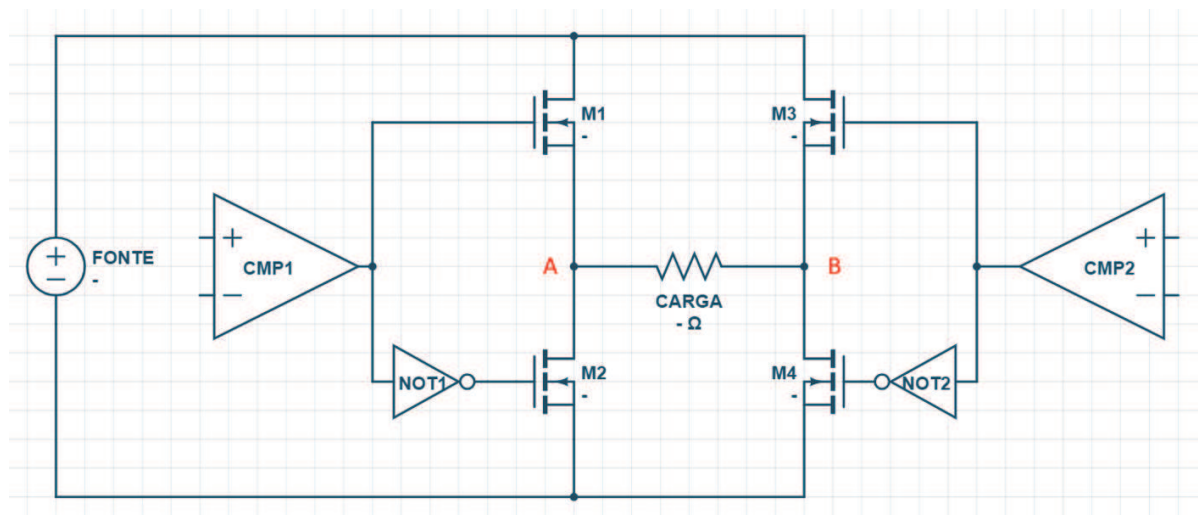 M1
-
M3
-
FONTE
-
+
−
+
−
CMP1
A
CARGA
- Ω
B
+
−
CMP2
NOT1
M2
-
M4
-
NOT2